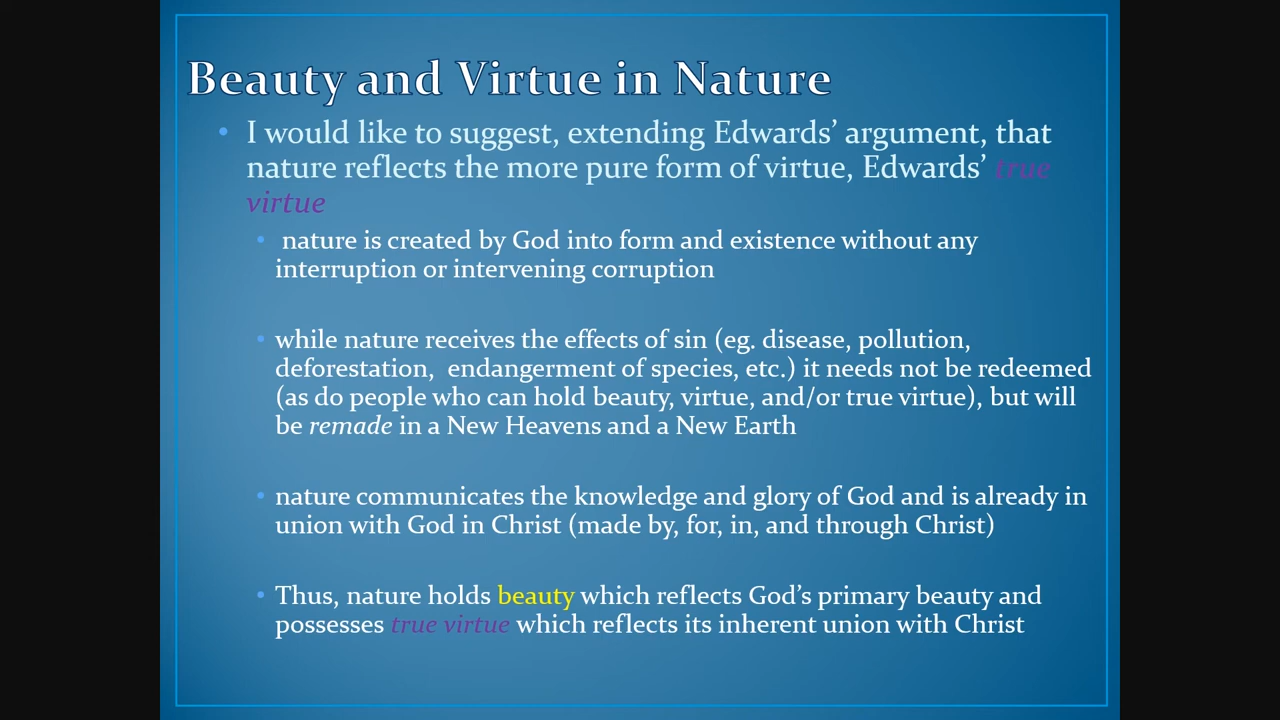 Beauty and Virtue in Nature
• I would like to suggest, extending Edwards’ argument, that
nature reflects the more pure form of virtue, Edwards’ true
virtue
• nature is created by God into form and existence without any
interruption or intervening corruption
• while nature receives the effects of sin (eg. disease, pollution,
deforestation, endangerment of species, etc.) it needs not be redeemed
(as do people who can hold beauty, virtue, and/or true virtue), but will
be remade in a New Heavens and a New Earth
• nature communicates the knowledge and glory of God and is already in
union with God in Christ (made by, for, in, and through Christ)
• Thus, nature holds beauty which reflects God’s primary beauty and
possesses true virtue which reflects its inherent union with Christ